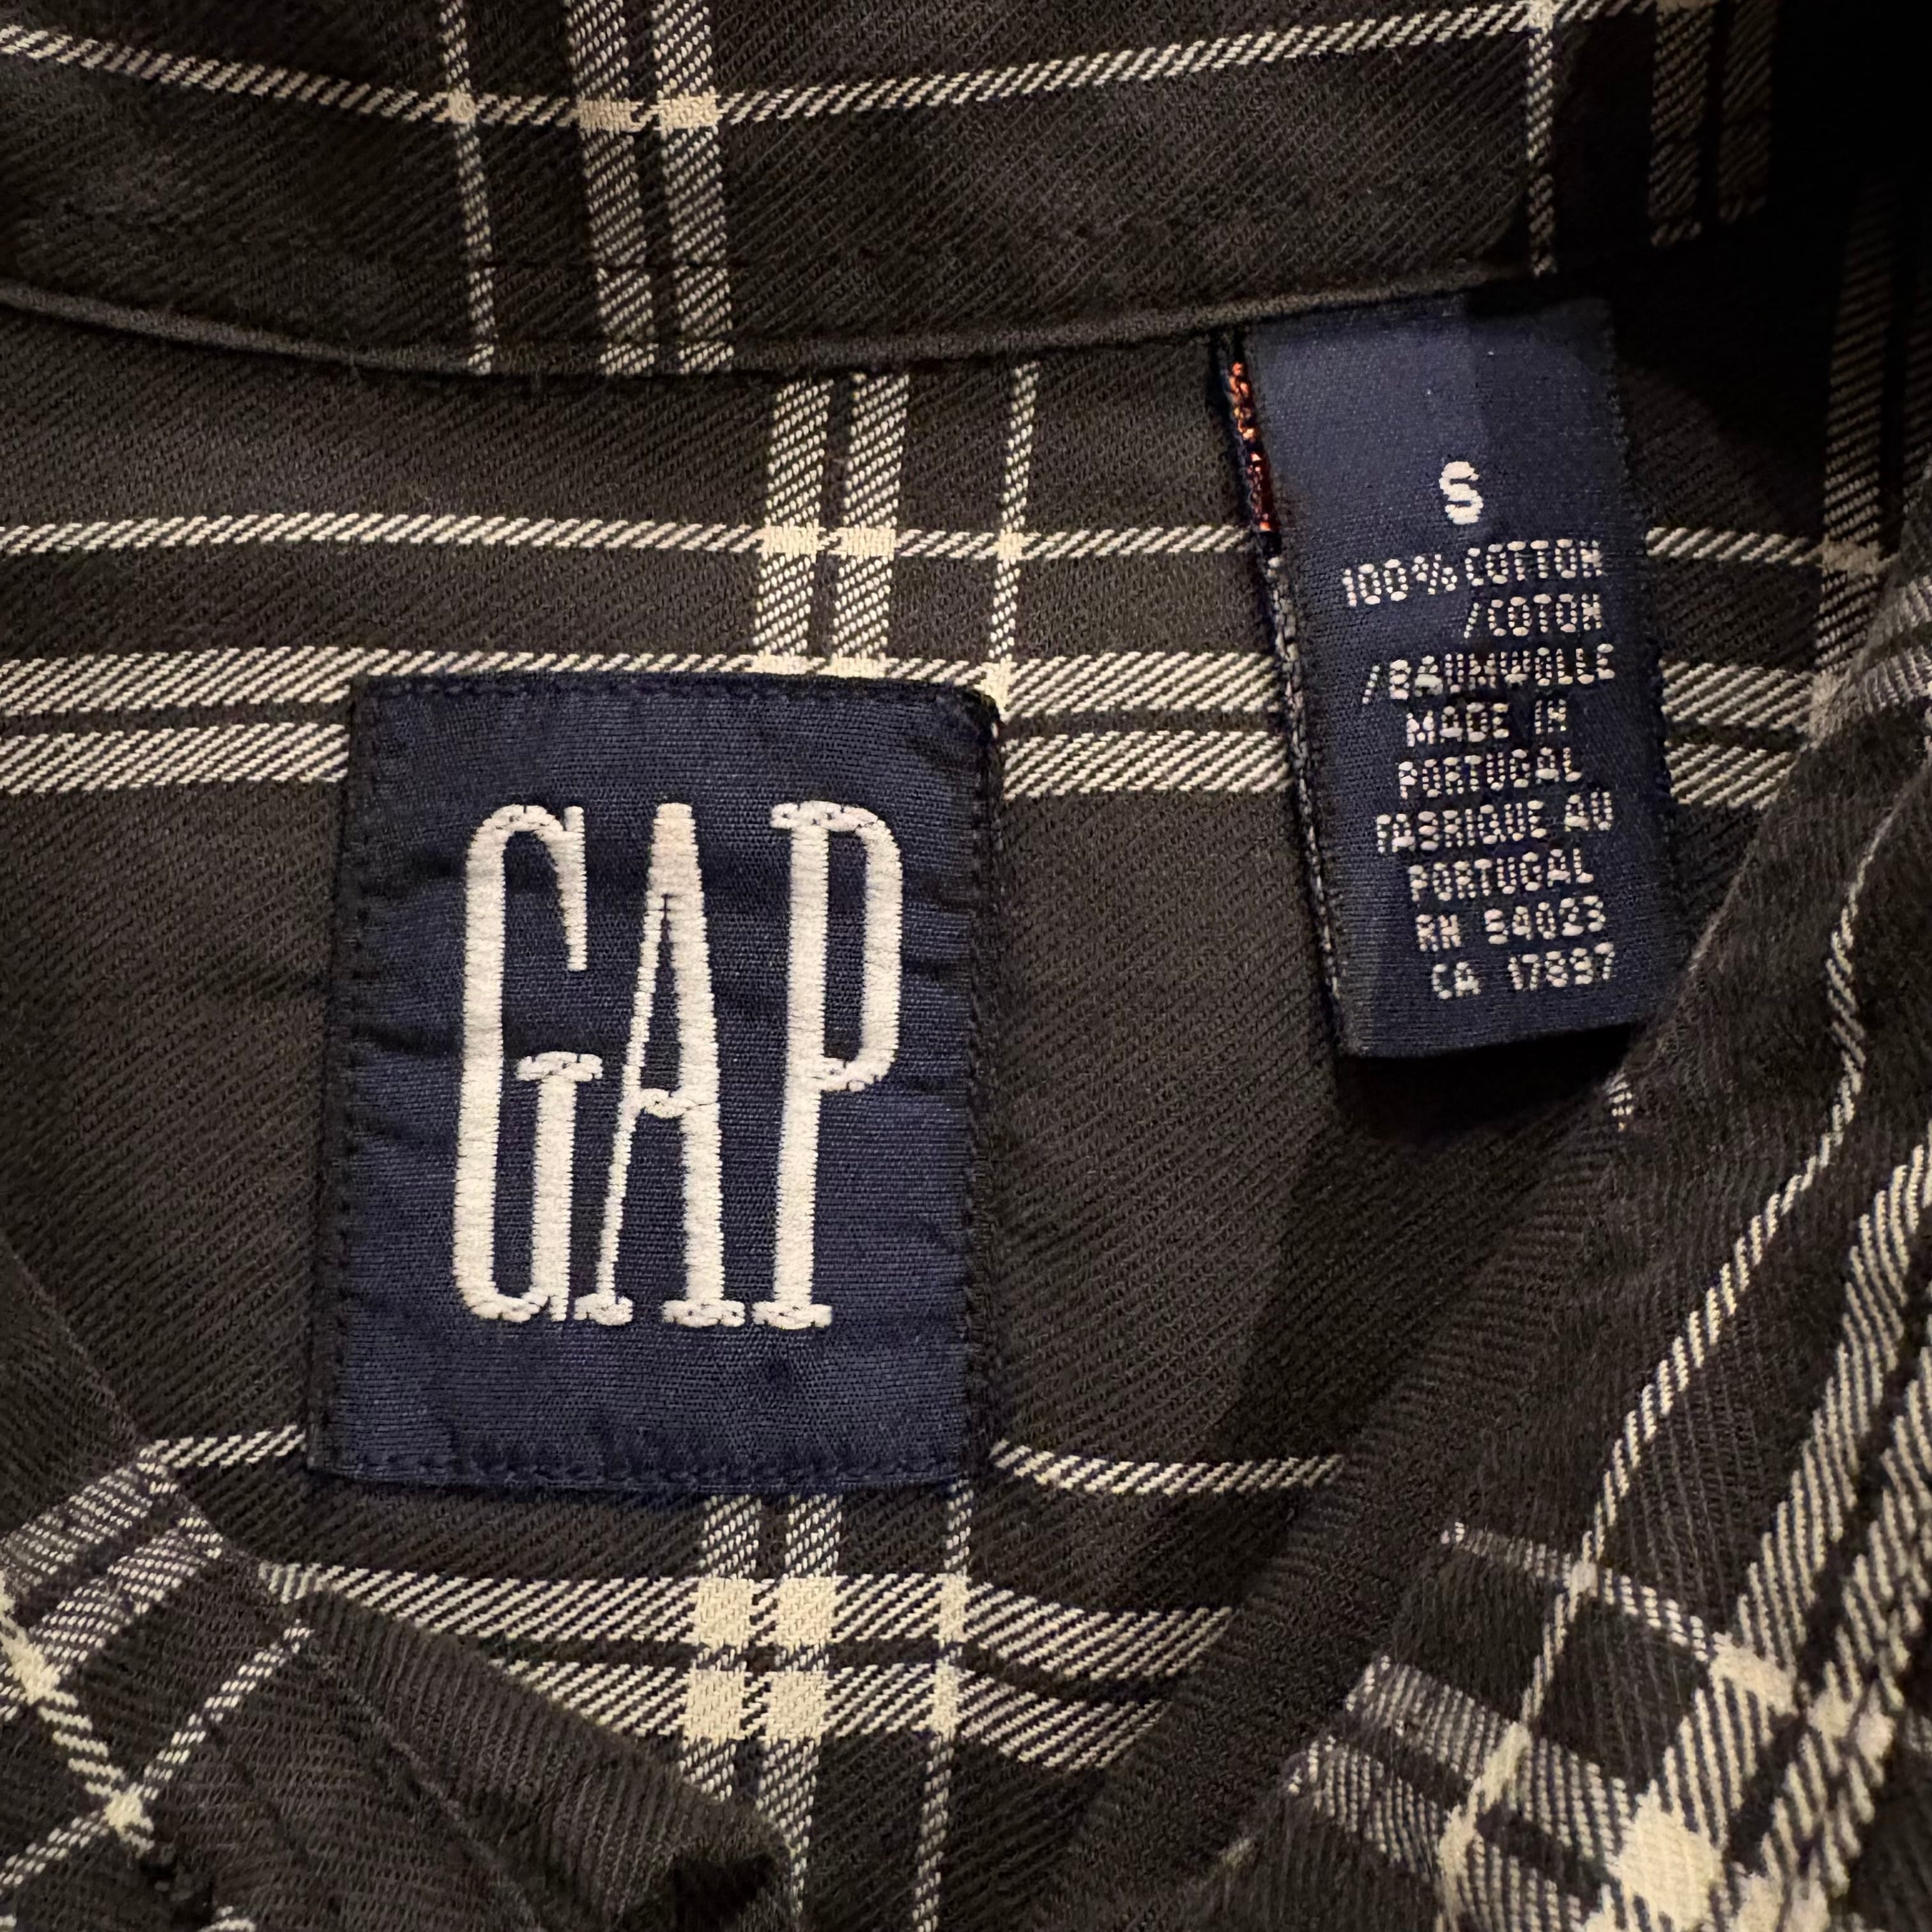 GAP
S
100% COTTON
/COTON
/BAUMWOLLE
MADE IN
PORTUGAL
FABRIQUE AU
PORTUGAL
RN 54023
CA 17897